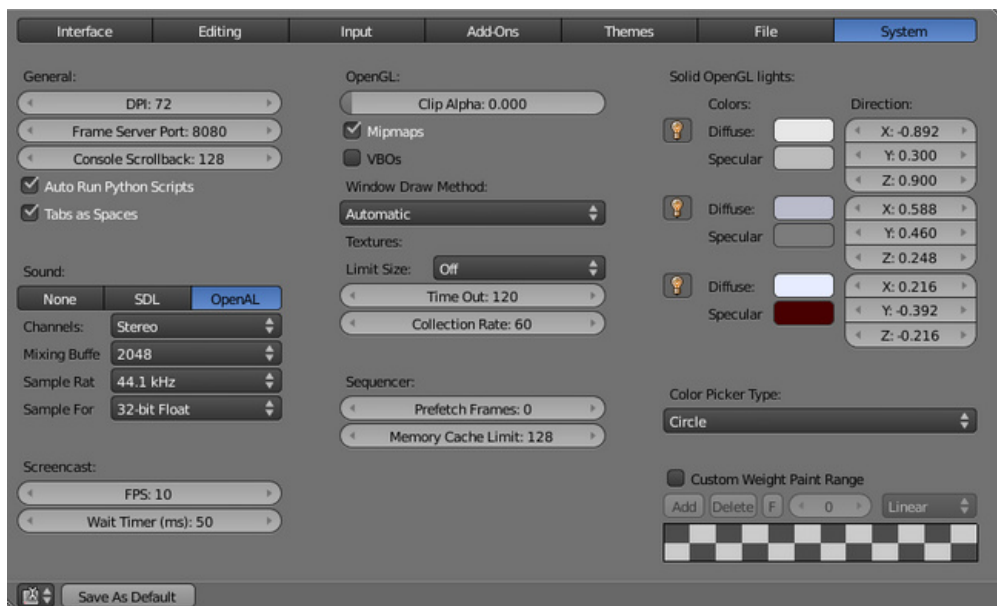 Interface Editing Input Add-Ons Themes File System
General:
DPI: 72
Frame Server Port: 8080
Console Scrollback: 128
Auto Run Python Scripts
Tabs as Spaces
Sound:
None SDL OpenAL
Channels: Stereo
Mixing Buffe 2048
Sample Rat 44.1 kHz
Sample For 32-bit Float
Screencast:
FPS: 10
Wait Timer (ms): 50
OpenGL:
Clip Alpha: 0.000
Mipmaps
VBOs
Window Draw Method:
Automatic
Textures:
Limit Size: Off
Time Out: 120
Collection Rate: 60
Sequencer:
Prefetch Frames: 0
Memory Cache Limit: 128
Solid OpenGL lights:
Colors: Direction:
Diffuse: X: -0.892
Specular Y: 0.300
Z: 0.900
Diffuse: X: 0.588
Specular Y: 0.460
Z: 0.248
Diffuse: X: 0.216
Specular Y: -0.392
Z: -0.216
Color Picker Type:
Circle
Custom Weight Paint Range
Add Delete F 0 Linear
Save As Default